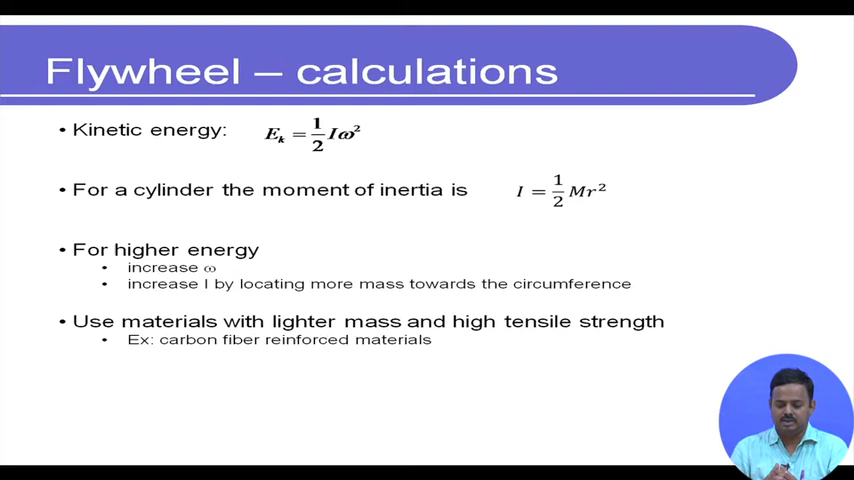 Flywheel – calculations
• Kinetic energy: E_k = 1/2 Iω²
• For a cylinder the moment of inertia is I = 1/2 Mr²
• For higher energy
• increase ω
• increase I by locating more mass towards the circumference
• Use materials with lighter mass and high tensile strength
• Ex: carbon fiber reinforced materials